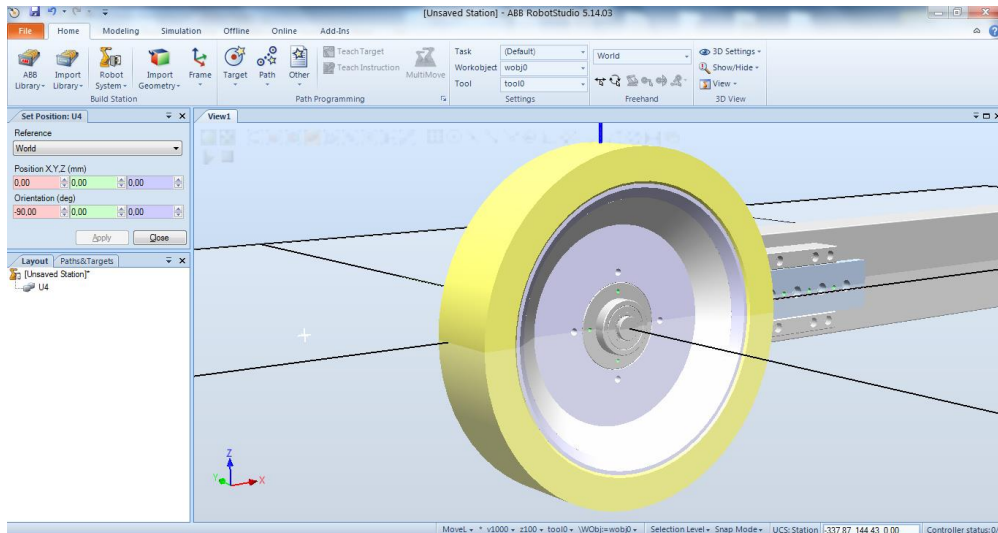 [Unsaved Station] - ABB RobotStudio 5.14.03
File Home Modeling Simulation Offline Online Add-Ins
ABB Library
Import Library
Robot System
Import Geometry
Frame
Target
Path
Other
Teach Target
Teach Instruction
MultiMove
Task (Default)
Workobject wobj0
Tool tool0
World
3D Settings
Show/Hide
View
Build Station
Path Programming
Settings
Freehand
3D View
Set Position: U4
Reference
World
Position X,Y,Z (mm)
0,00 0,00 0,00
Orientation (deg)
-90,00 0,00 0,00
Apply Close
Layout Paths&Targets
[Unsaved Station]*
U4
View1
Z
Y
X
MoveL * v1000 z100 tool0 \WObj:=wobj0 Selection Level Snap Mode UCS: Station -337,87 144,43 0,00 Controller status: 0/